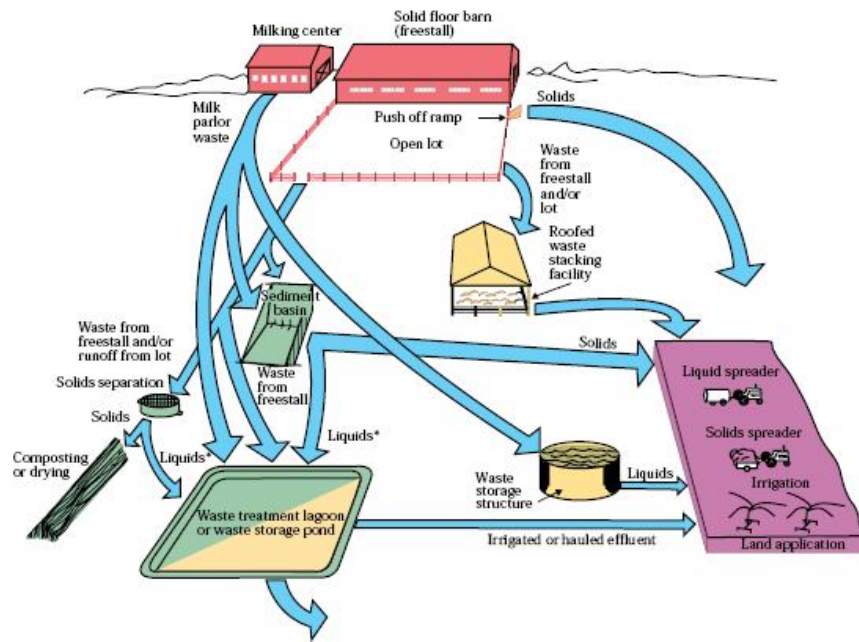 Solid floor barn
(freestall)
Milking center
Solids
Milk
parlor
waste
Push off ramp
Open lot
Waste
from
freestall
and/or
lot
Roofed
waste
stacking
facility
Sediment
basin
Waste from
freestall and/or
runoff from lot
Solids separation
Waste from
freestall
Solids
Liquid spreader
Solids
Liquids*
Liquids*
Composting
or drying
Solids spreader
Waste
storage
structure
Liquids
Irrigation
Waste treatment lagoon
or waste storage pond
Irrigated or hauled effluent
Land application